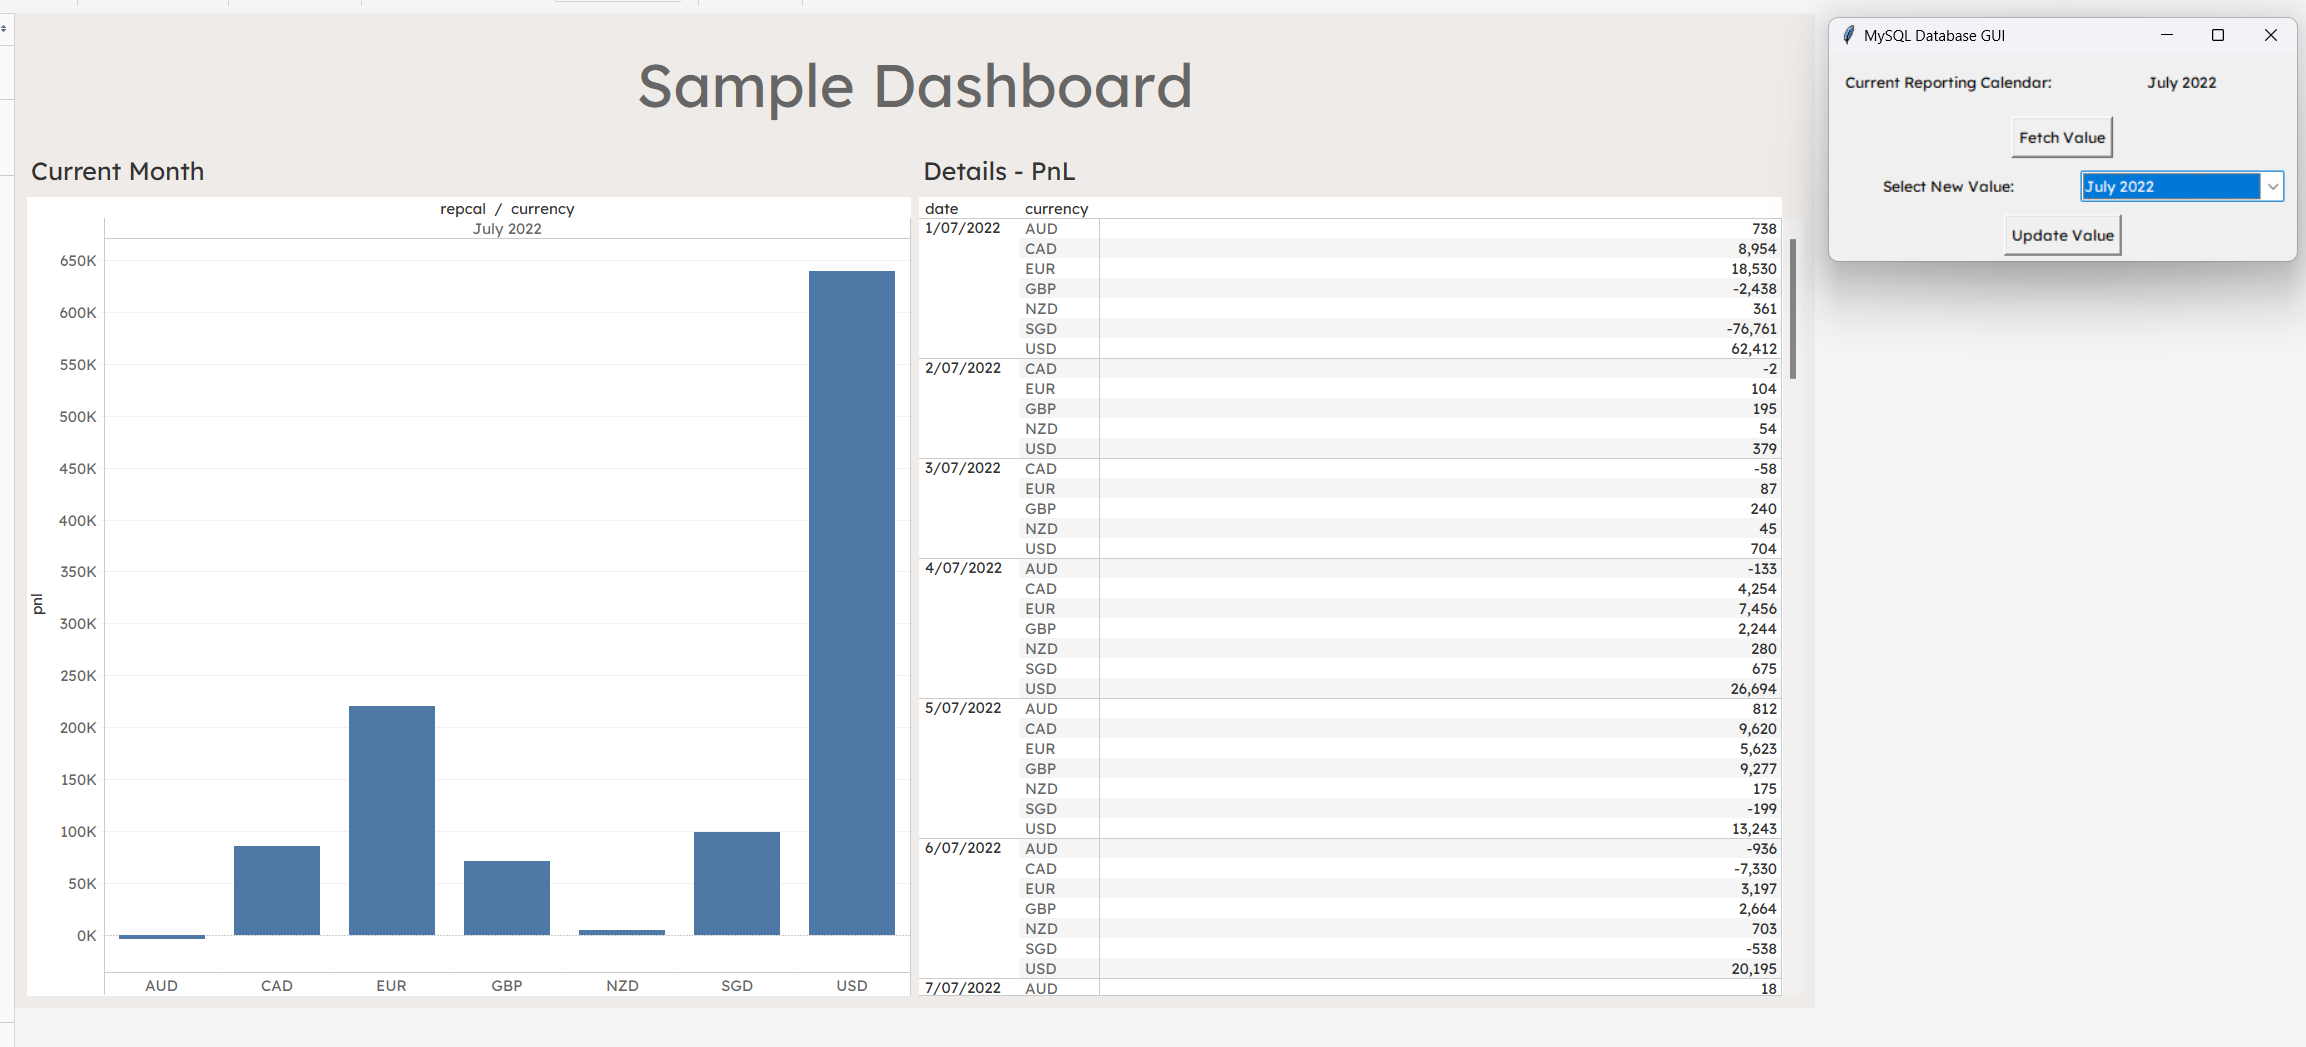 Sample Dashboard
Current Month
repcal / currency
July 2022
650K
600K
550K
500K
450K
400K
350K
300K
250K
200K
150K
100K
50K
0K
pnl
AUD CAD EUR GBP NZD SGD USD
Details - PnL
date currency
1/07/2022 AUD 738
CAD 8,954
EUR 18,530
GBP -2,438
NZD 361
SGD -76,761
USD 62,412
2/07/2022 CAD -2
EUR 104
GBP 195
NZD 54
USD 379
3/07/2022 CAD -58
EUR 87
GBP 240
NZD 45
USD 704
4/07/2022 AUD -133
CAD 4,254
EUR 7,456
GBP 2,244
NZD 280
SGD 675
USD 26,694
5/07/2022 AUD 812
CAD 9,620
EUR 5,623
GBP 9,277
NZD 175
SGD -199
USD 13,243
6/07/2022 AUD -936
CAD -7,330
EUR 3,197
GBP 2,664
NZD 703
SGD -538
USD 20,195
7/07/2022 AUD 18
MySQL Database GUI
Current Reporting Calendar: July 2022
Fetch Value
Select New Value: July 2022
Update Value